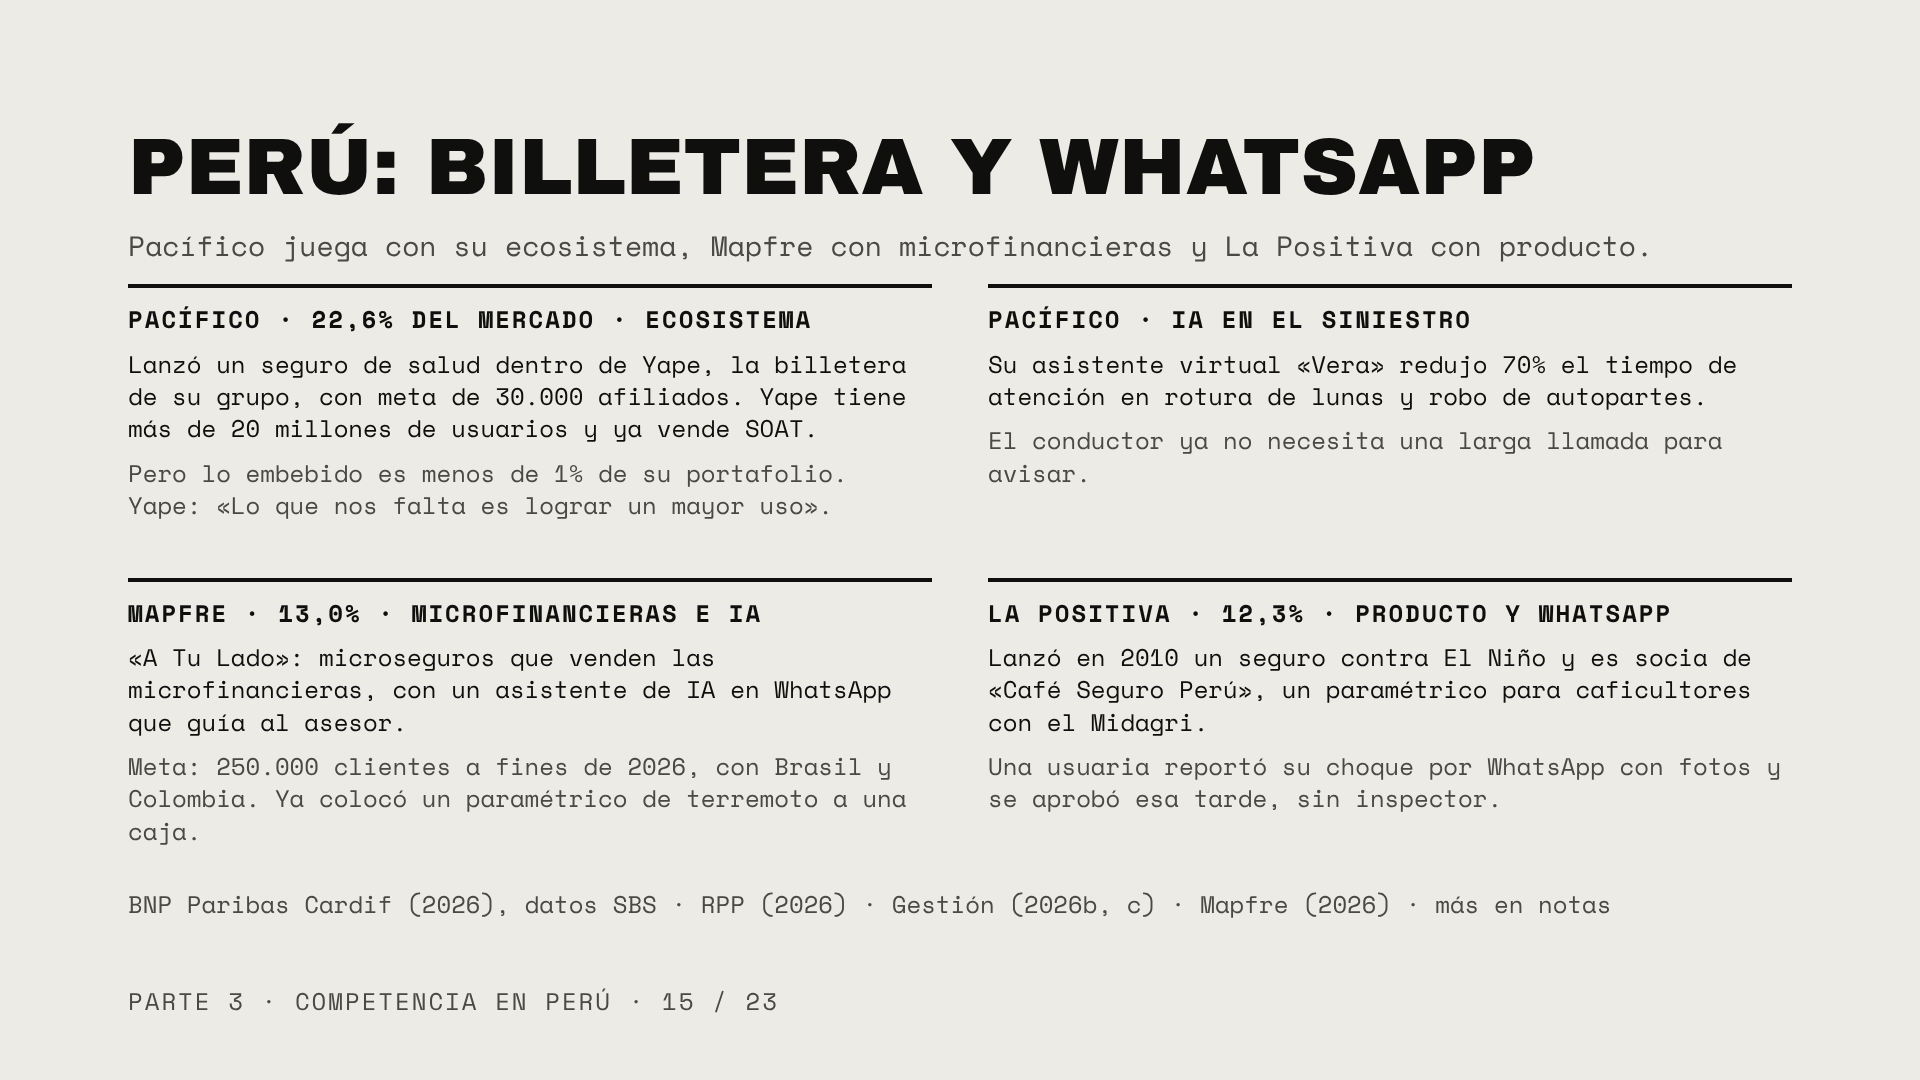 PERÚ: BILLETERA Y WHATSAPP
Pacífico juega con su ecosistema, Mapfre con microfinancieras y La Positiva con producto.
PACÍFICO · 22,6% DEL MERCADO · ECOSISTEMA
Lanzó un seguro de salud dentro de Yape, la billetera
de su grupo, con meta de 30.000 afiliados. Yape tiene
más de 20 millones de usuarios y ya vende SOAT.
Pero lo embebido es menos de 1% de su portafolio.
Yape: «Lo que nos falta es lograr un mayor uso».
PACÍFICO · IA EN EL SINIESTRO
Su asistente virtual «Vera» redujo 70% el tiempo de
atención en rotura de lunas y robo de autopartes.
El conductor ya no necesita una larga llamada para
avisar.
MAPFRE · 13,0% · MICROFINANCIERAS E IA
«A Tu Lado»: microseguros que venden las
microfinancieras, con un asistente de IA en WhatsApp
que guía al asesor.
Meta: 250.000 clientes a fines de 2026, con Brasil y
Colombia. Ya colocó un paramétrico de terremoto a una
caja.
LA POSITIVA · 12,3% · PRODUCTO Y WHATSAPP
Lanzó en 2010 un seguro contra El Niño y es socia de
«Café Seguro Perú», un paramétrico para caficultores
con el Midagri.
Una usuaria reportó su choque por WhatsApp con fotos y
se aprobó esa tarde, sin inspector.
BNP Paribas Cardif (2026), datos SBS · RPP (2026) · Gestión (2026b, c) · Mapfre (2026) · más en notas
PARTE 3 · COMPETENCIA EN PERÚ · 15 / 23